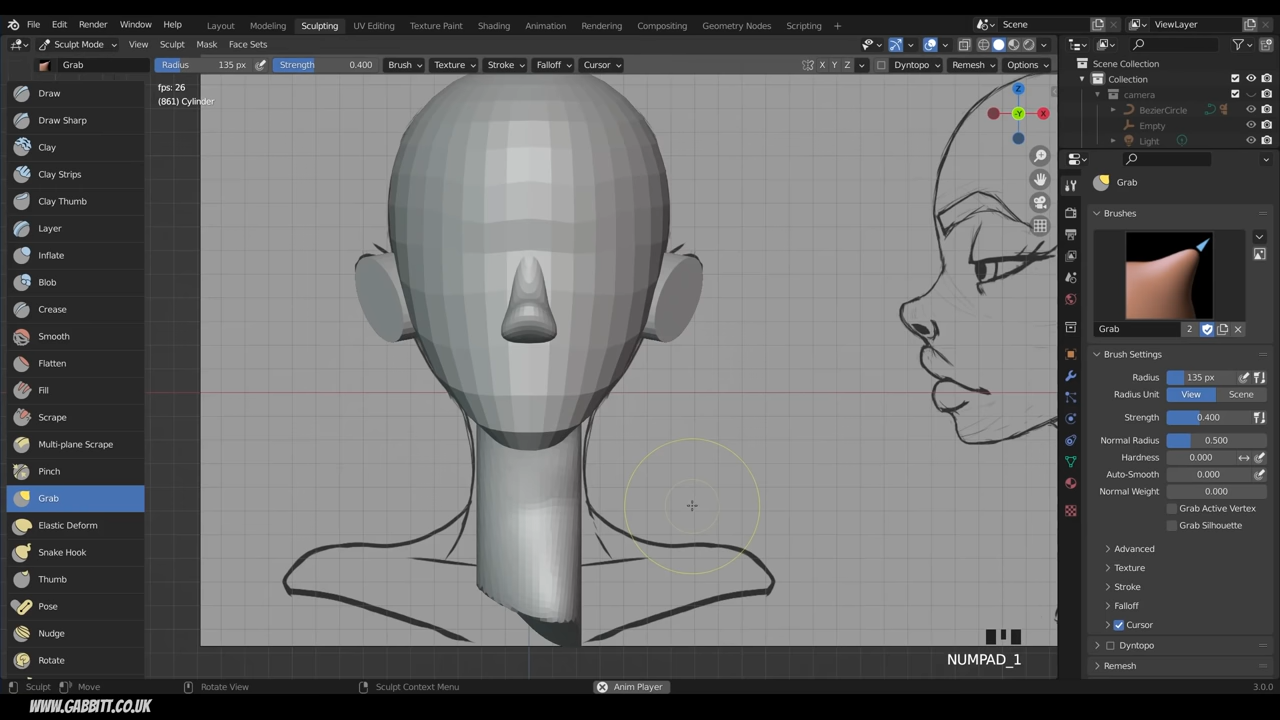 File Edit Render Window Help Layout Modeling Sculpting UV Editing Texture Paint Shading Animation Rendering Compositing Geometry Nodes Scripting + Scene ViewLayer
Sculpt Mode View Sculpt Mask Face Sets
Grab Radius 135 px Strength 0.400 Brush Texture Stroke Falloff Cursor X Y Z Dyntopo Remesh Options
Scene Collection
Collection
camera
BezierCircle
Empty
Light
fps: 26
(861) Cylinder
Z
-Y
X
Draw
Draw Sharp
Clay
Clay Strips
Clay Thumb
Layer
Inflate
Blob
Crease
Smooth
Flatten
Fill
Scrape
Multi-plane Scrape
Pinch
Grab
Elastic Deform
Snake Hook
Thumb
Pose
Nudge
Rotate
Grab
Brushes
Grab 2
Brush Settings
Radius 135 px
Radius Unit View Scene
Strength 0.400
Normal Radius 0.500
Hardness 0.000
Auto-Smooth 0.000
Normal Weight 0.000
Grab Active Vertex
Grab Silhouette
Advanced
Texture
Stroke
Falloff
Cursor
Dyntopo
Remesh
NUMPAD_1
Sculpt Move Rotate View Sculpt Context Menu Anim Player 3.0.0
WWW.GABBITT.CO.UK